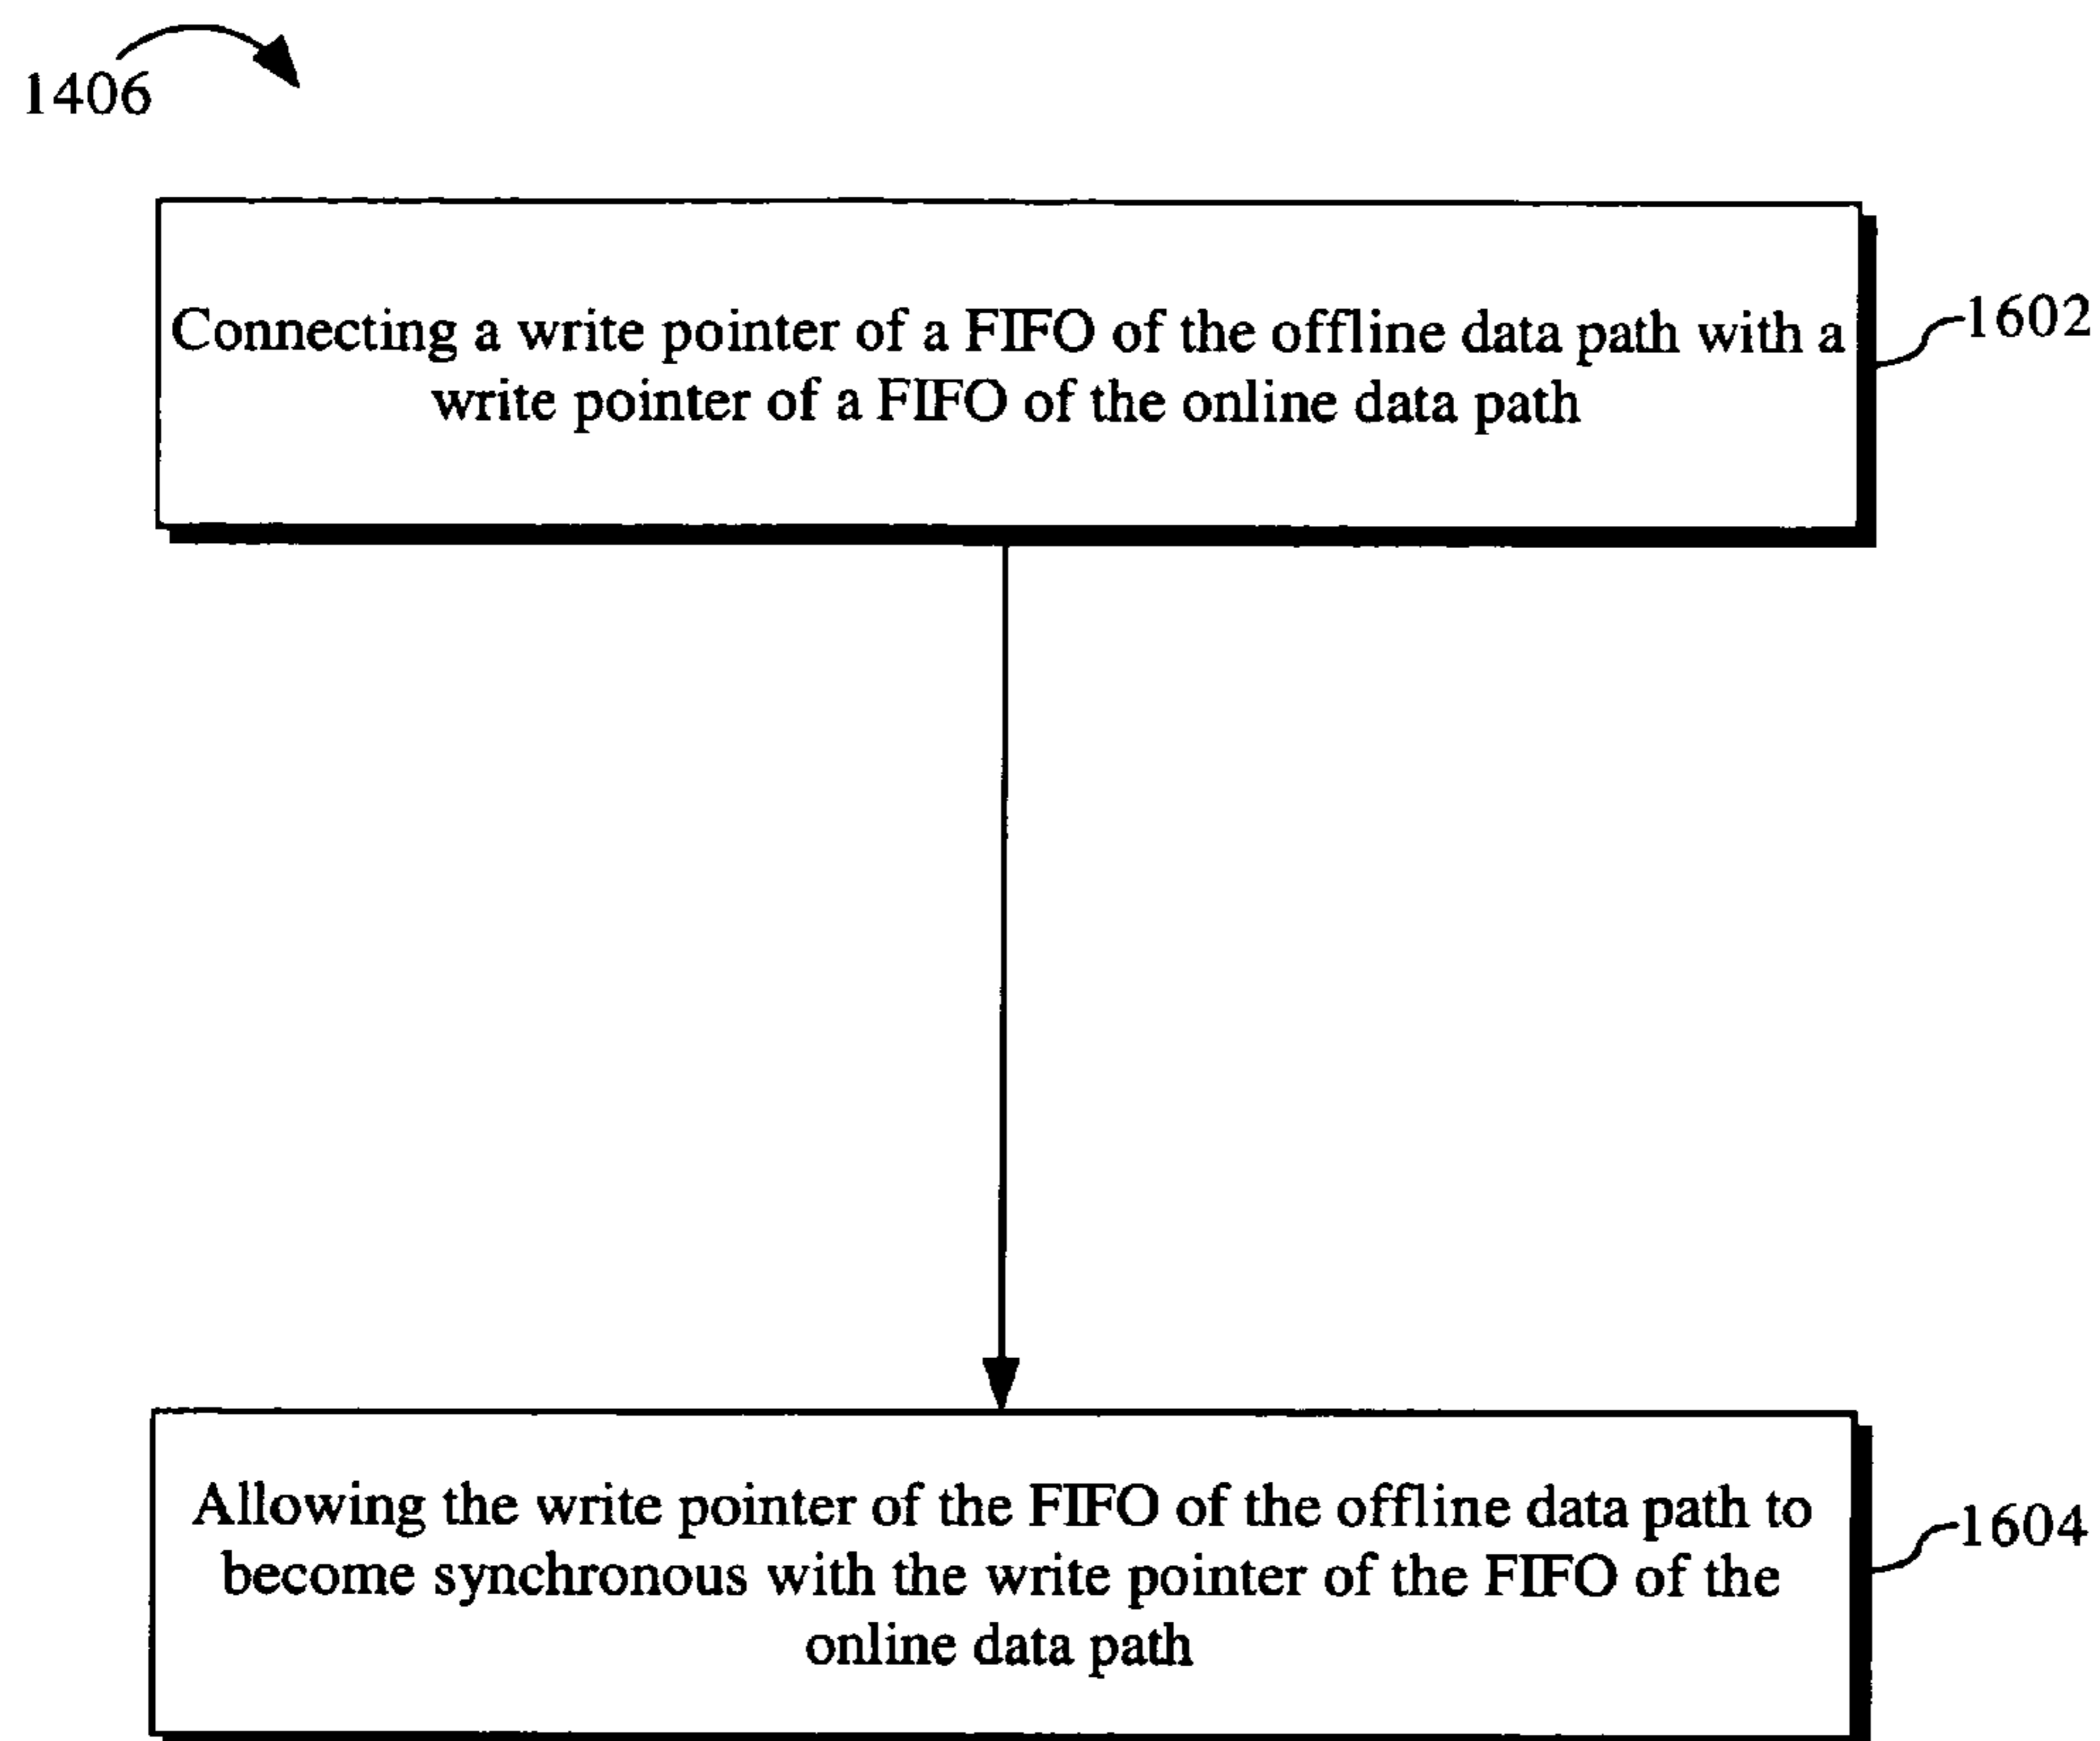 1406
Connecting a write pointer of a FIFO of the offline data path with a
write pointer of a FIFO of the online data path
1602
Allowing the write pointer of the FIFO of the offline data path to
become synchronous with the write pointer of the FIFO of the
online data path
1604